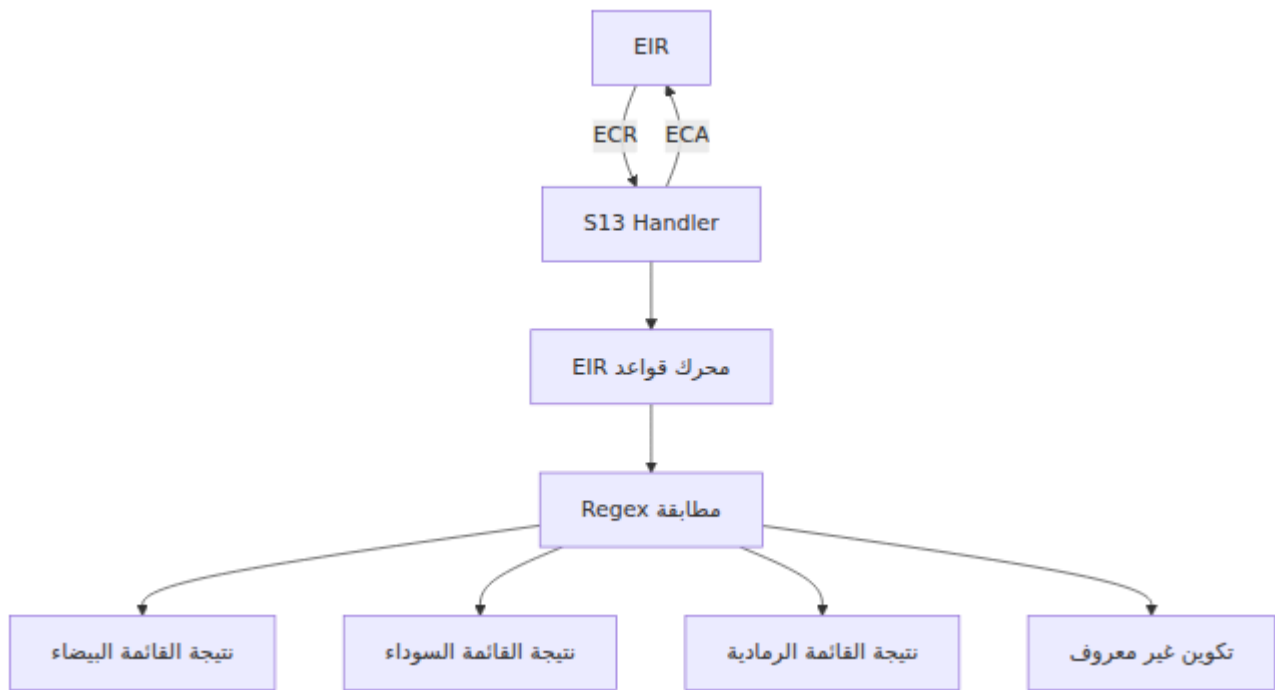 EIR
ECR
ECA
S13 Handler
محرك قواعد EIR
مطابقة Regex
نتيجة القائمة البيضاء
نتيجة القائمة السوداء
نتيجة القائمة الرمادية
تكوين غير معروف